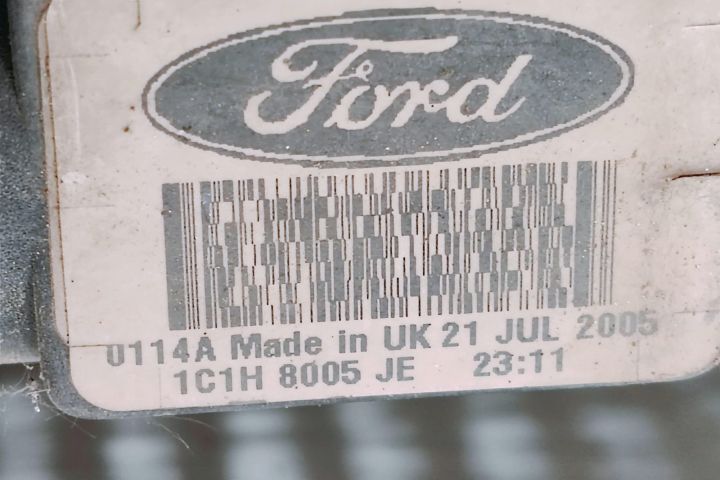 Ford
0114A Made in UK 21 JUL 2005
1C1H 8005 JE 23:11